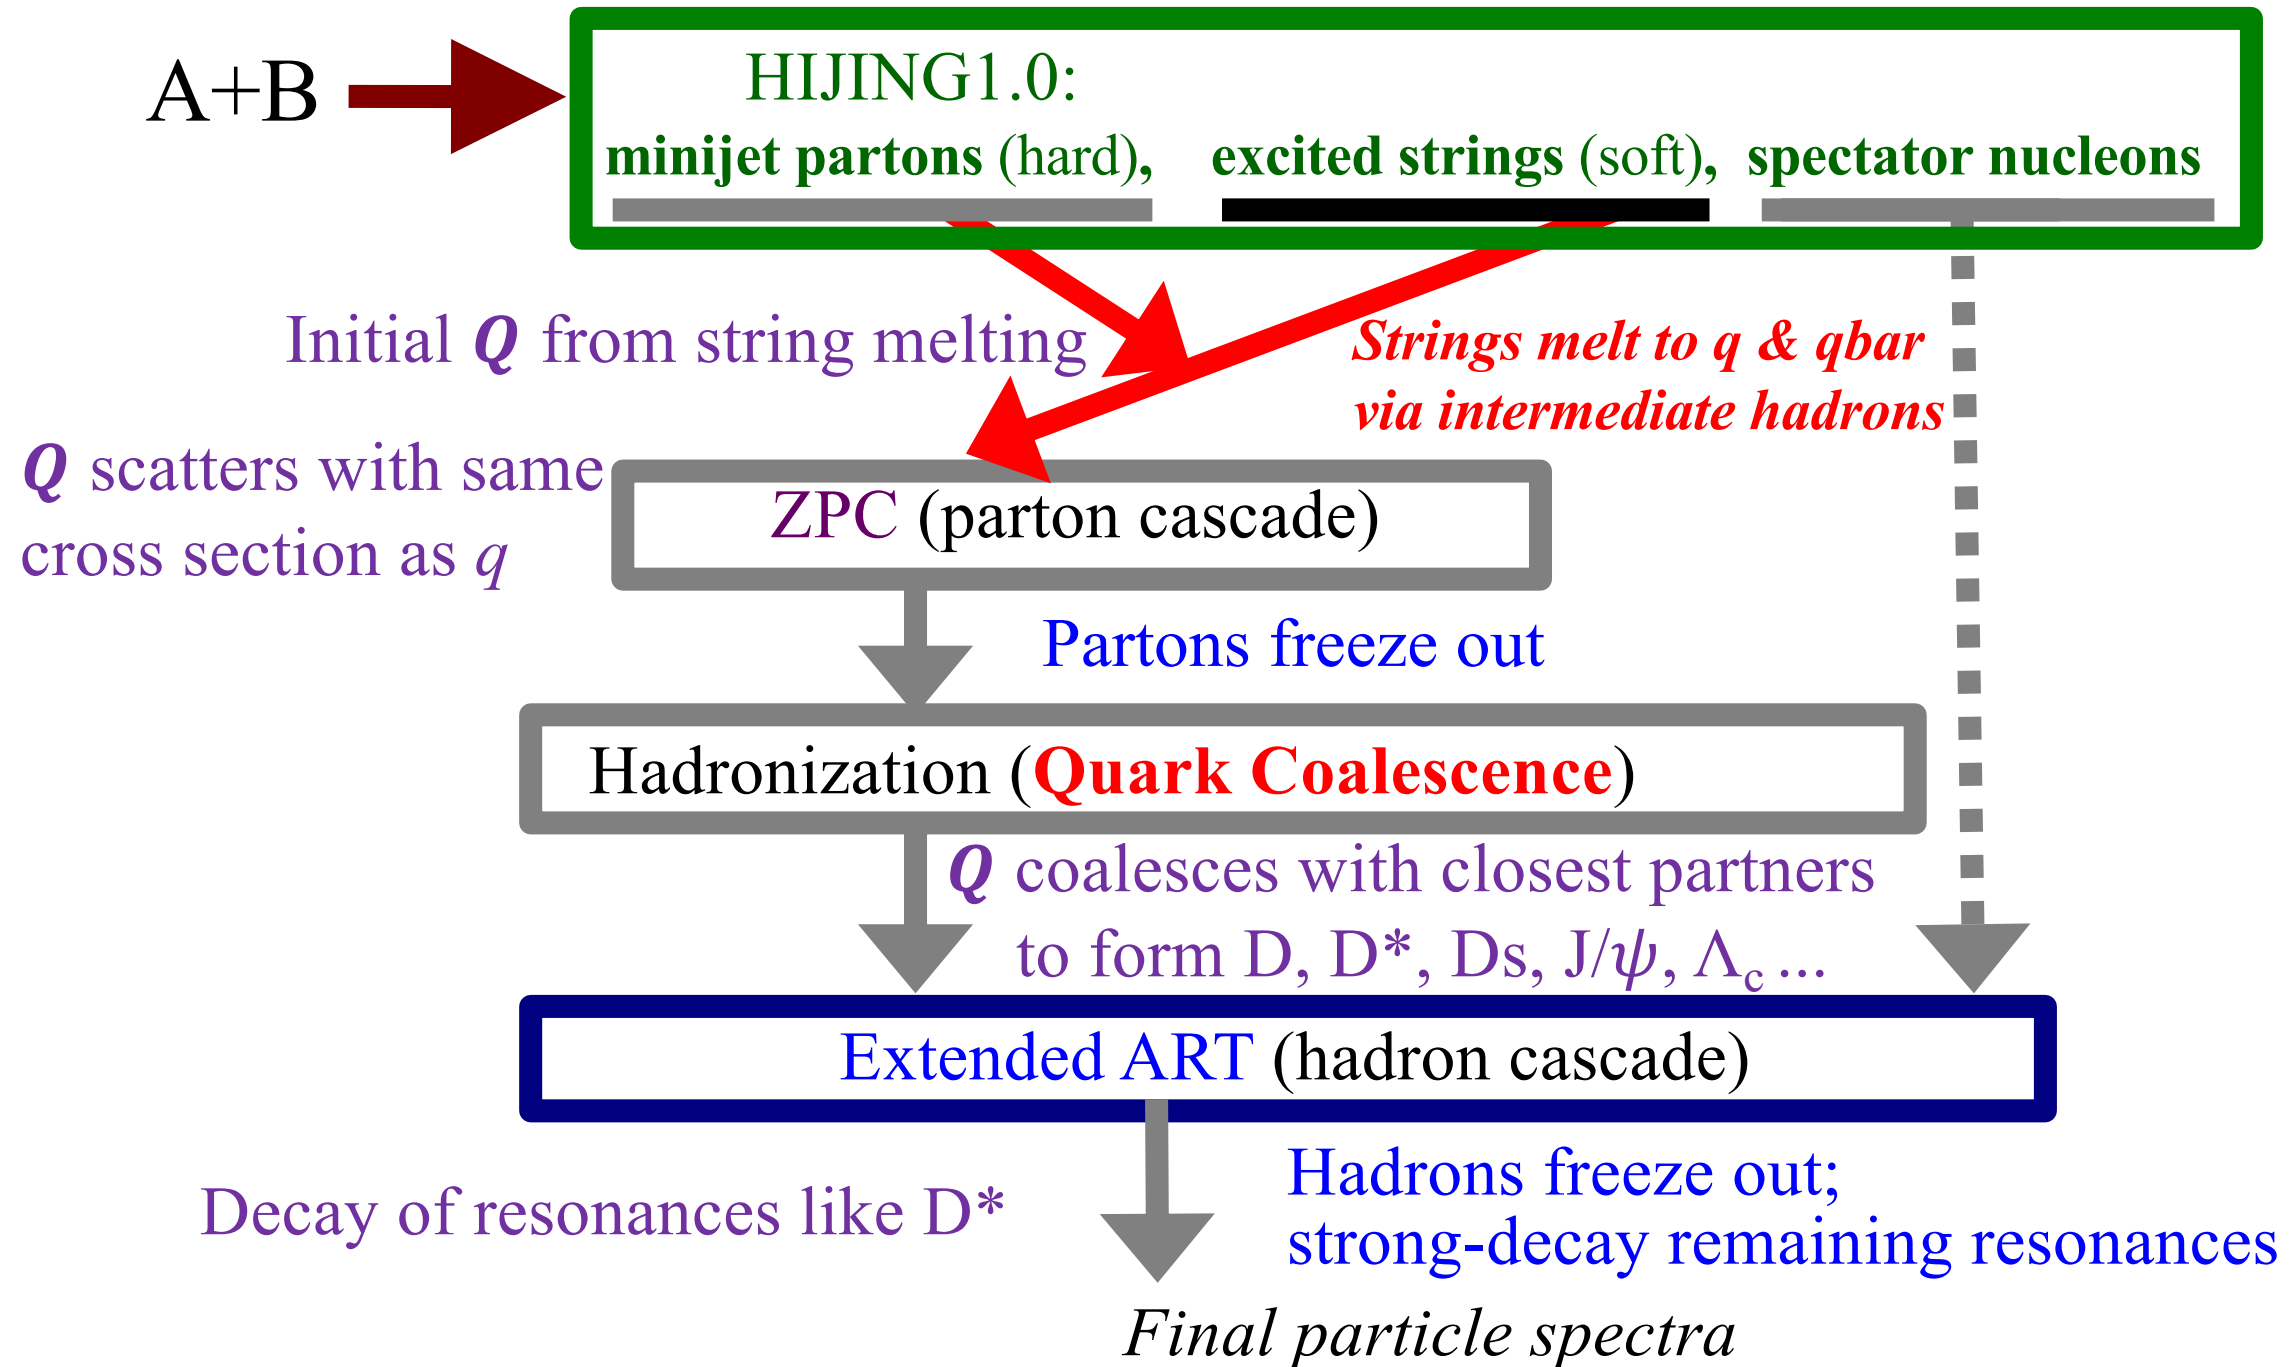 A+B
HIJING1.0:
minijet partons (hard), excited strings (soft), spectator nucleons
Initial Q from string melting
Strings melt to q & qbar
via intermediate hadrons
Q scatters with same
cross section as q
ZPC (parton cascade)
Partons freeze out
Hadronization (Quark Coalescence)
Q coalesces with closest partners
to form D, D*, Ds, J/ψ, Λc ...
Extended ART (hadron cascade)
Decay of resonances like D*
Hadrons freeze out;
strong-decay remaining resonances
Final particle spectra